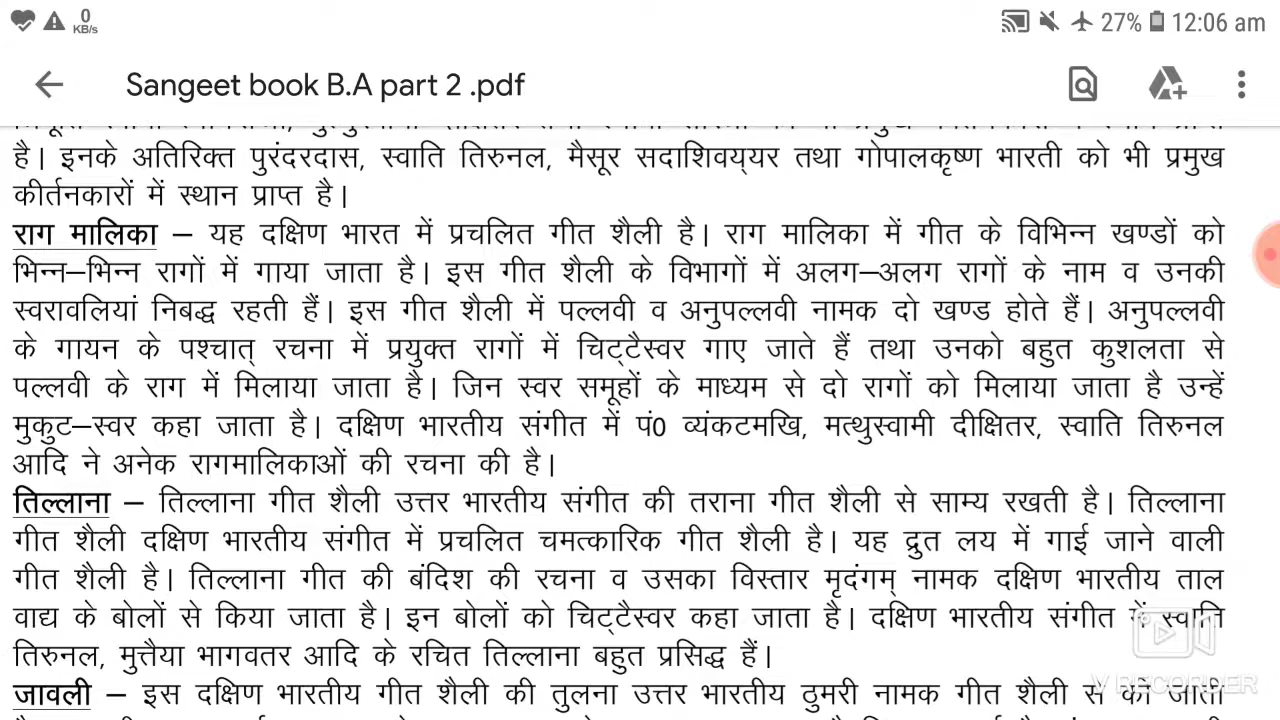 0
KB/s
27% 12:06 am
Sangeet book B.A part 2 .pdf
है। इनके अतिरिक्त पुरंदरदास, स्वाति तिरुनल, मैसूर सदाशिवय्यर तथा गोपालकृष्ण भारती को भी प्रमुख
कीर्तनकारों में स्थान प्राप्त है।
राग मालिका – यह दक्षिण भारत में प्रचलित गीत शैली है। राग मालिका में गीत के विभिन्न खण्डों को
भिन्न–भिन्न रागों में गाया जाता है। इस गीत शैली के विभागों में अलग–अलग रागों के नाम व उनकी
स्वरावलियां निबद्ध रहती हैं। इस गीत शैली में पल्लवी व अनुपल्लवी नामक दो खण्ड होते हैं। अनुपल्लवी
के गायन के पश्चात् रचना में प्रयुक्त रागों में चिट्टैस्वर गाए जाते हैं तथा उनको बहुत कुशलता से
पल्लवी के राग में मिलाया जाता है। जिन स्वर समूहों के माध्यम से दो रागों को मिलाया जाता है उन्हें
मुकुट–स्वर कहा जाता है। दक्षिण भारतीय संगीत में पं0 व्यंकटमखि, मत्थुस्वामी दीक्षितर, स्वाति तिरुनल
आदि ने अनेक रागमालिकाओं की रचना की है।
तिल्लाना – तिल्लाना गीत शैली उत्तर भारतीय संगीत की तराना गीत शैली से साम्य रखती है। तिल्लाना
गीत शैली दक्षिण भारतीय संगीत में प्रचलित चमत्कारिक गीत शैली है। यह द्रुत लय में गाई जाने वाली
गीत शैली है। तिल्लाना गीत की बंदिश की रचना व उसका विस्तार मृदंगम् नामक दक्षिण भारतीय ताल
वाद्य के बोलों से किया जाता है। इन बोलों को चिट्टैस्वर कहा जाता है। दक्षिण भारतीय संगीत में स्वाति
तिरुनल, मुत्तैया भागवतर आदि के रचित तिल्लाना बहुत प्रसिद्ध हैं।
जावली – इस दक्षिण भारतीय गीत शैली की तुलना उत्तर भारतीय ठुमरी नामक गीत शैली से की जाती
V RECORDER